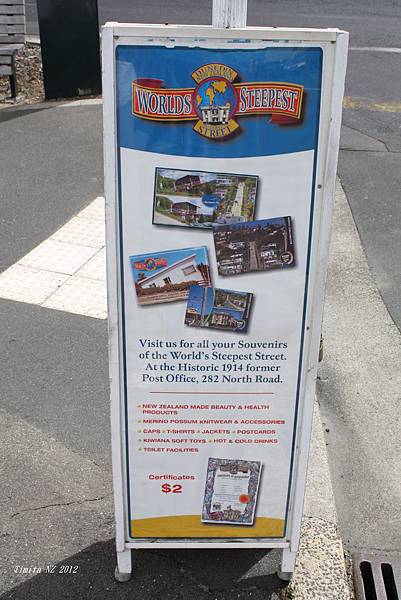 DUNEDIN
NEW ZEALAND
WORLDS STEEPEST
STREET
Visit us for all your Souvenirs
of the World's Steepest Street.
At the Historic 1914 former
Post Office, 282 North Road.
NEW ZEALAND MADE BEAUTY & HEALTH
PRODUCTS
MERINO POSSUM KNITWEAR & ACCESSORIES
CAPS T-SHIRTS JACKETS POSTCARDS
KIWIANA SOFT TOYS HOT & COLD DRINKS
TOILET FACILITIES
Certificates
$2
Timita NZ 2012